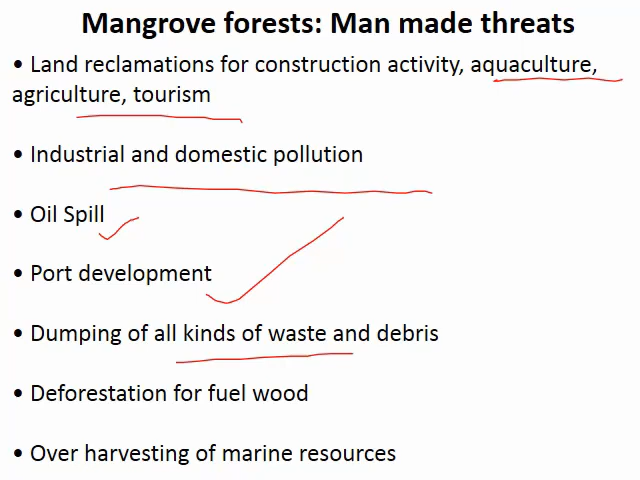 Mangrove forests: Man made threats
• Land reclamations for construction activity, aquaculture,
agriculture, tourism
• Industrial and domestic pollution
• Oil Spill
• Port development
• Dumping of all kinds of waste and debris
• Deforestation for fuel wood
• Over harvesting of marine resources